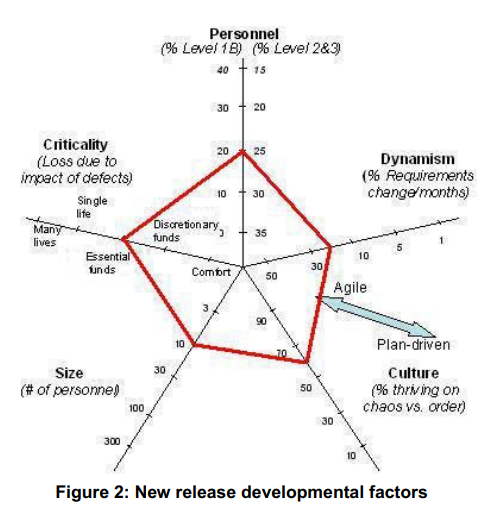 Personnel
(% Level 1B) (% Level 2&3)
40 15
30 20
20 25
10 30
35
Criticality
(Loss due to
impact of defects)
Single
life
Many
lives
Discretionary
funds
Essential
funds
Comfort
Dynamism
(% Requirements
change/months)
50
30
10
5
1
Agile
Plan-driven
Culture
(% thriving on
chaos vs. order)
90
70
50
30
10
Size
(# of personnel)
3
10
30
100
300
Figure 2: New release developmental factors